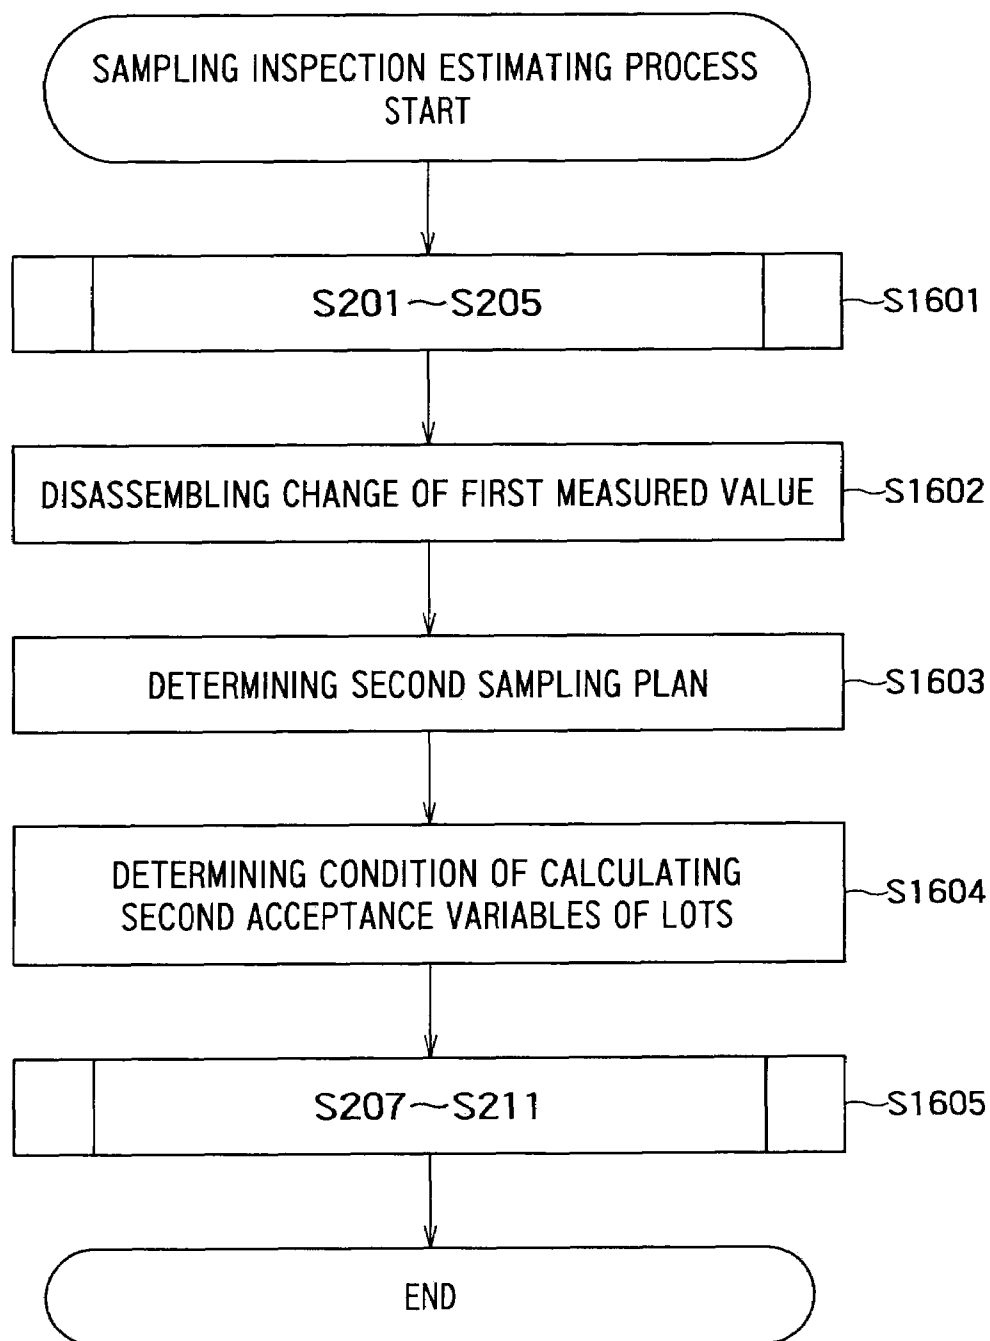 SAMPLING INSPECTION ESTIMATING PROCESS
START
S201～S205
S1601
DISASSEMBLING CHANGE OF FIRST MEASURED VALUE
S1602
DETERMINING SECOND SAMPLING PLAN
S1603
DETERMINING CONDITION OF CALCULATING
SECOND ACCEPTANCE VARIABLES OF LOTS
S1604
S207～S211
S1605
END